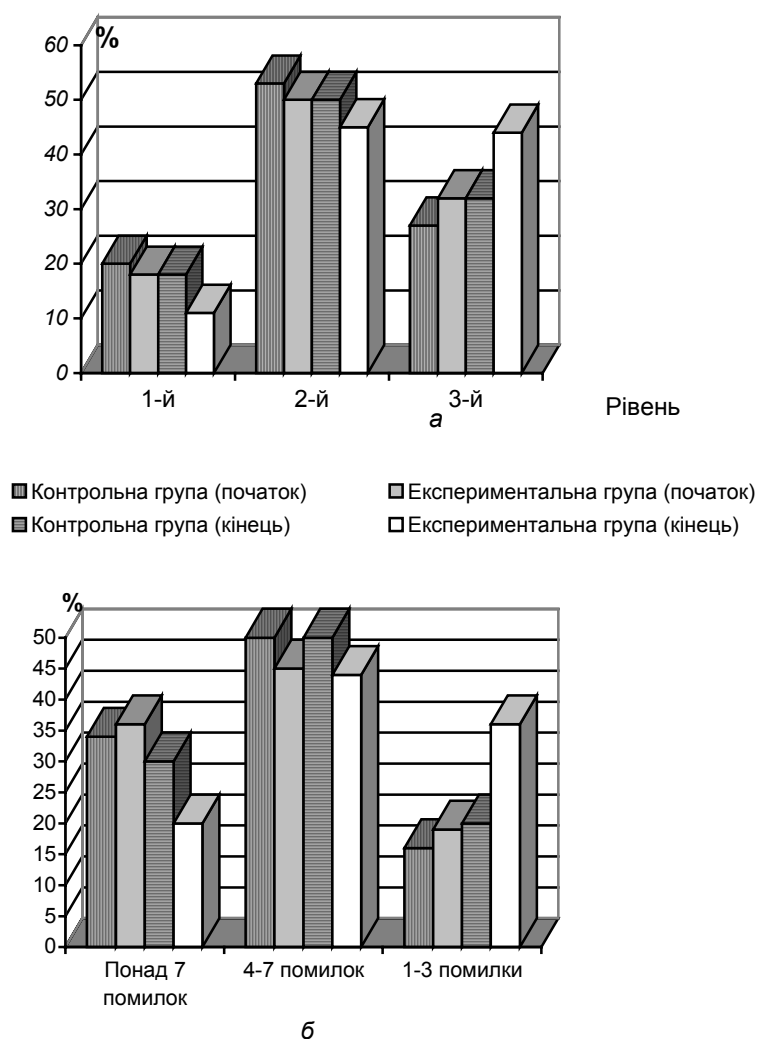 %
60
50
40
30
20
10
0
1-й 2-й 3-й
а
Рівень
Контрольна група (початок) Експериментальна група (початок)
Контрольна група (кінець) Експериментальна група (кінець)
%
50
45
40
35
30
25
20
15
10
5
0
Понад 7 4-7 помилок 1-3 помилки
помилок
б